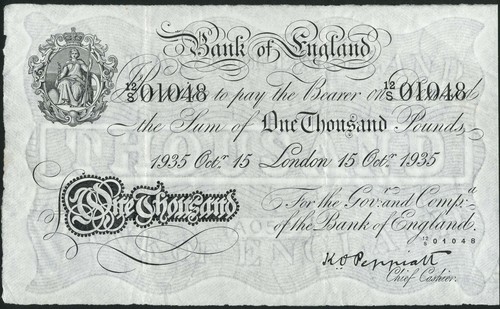 Bank of England
12/S 01048 to pay the Bearer on 12/S 01048
the Sum of One Thousand Pounds
1935 Octr. 15 London 15 Octr. 1935
One Thousand
For the Govr. and Compa.
of the Bank of England.
12/S 01048
K O Peppiatt
Chief Cashier.